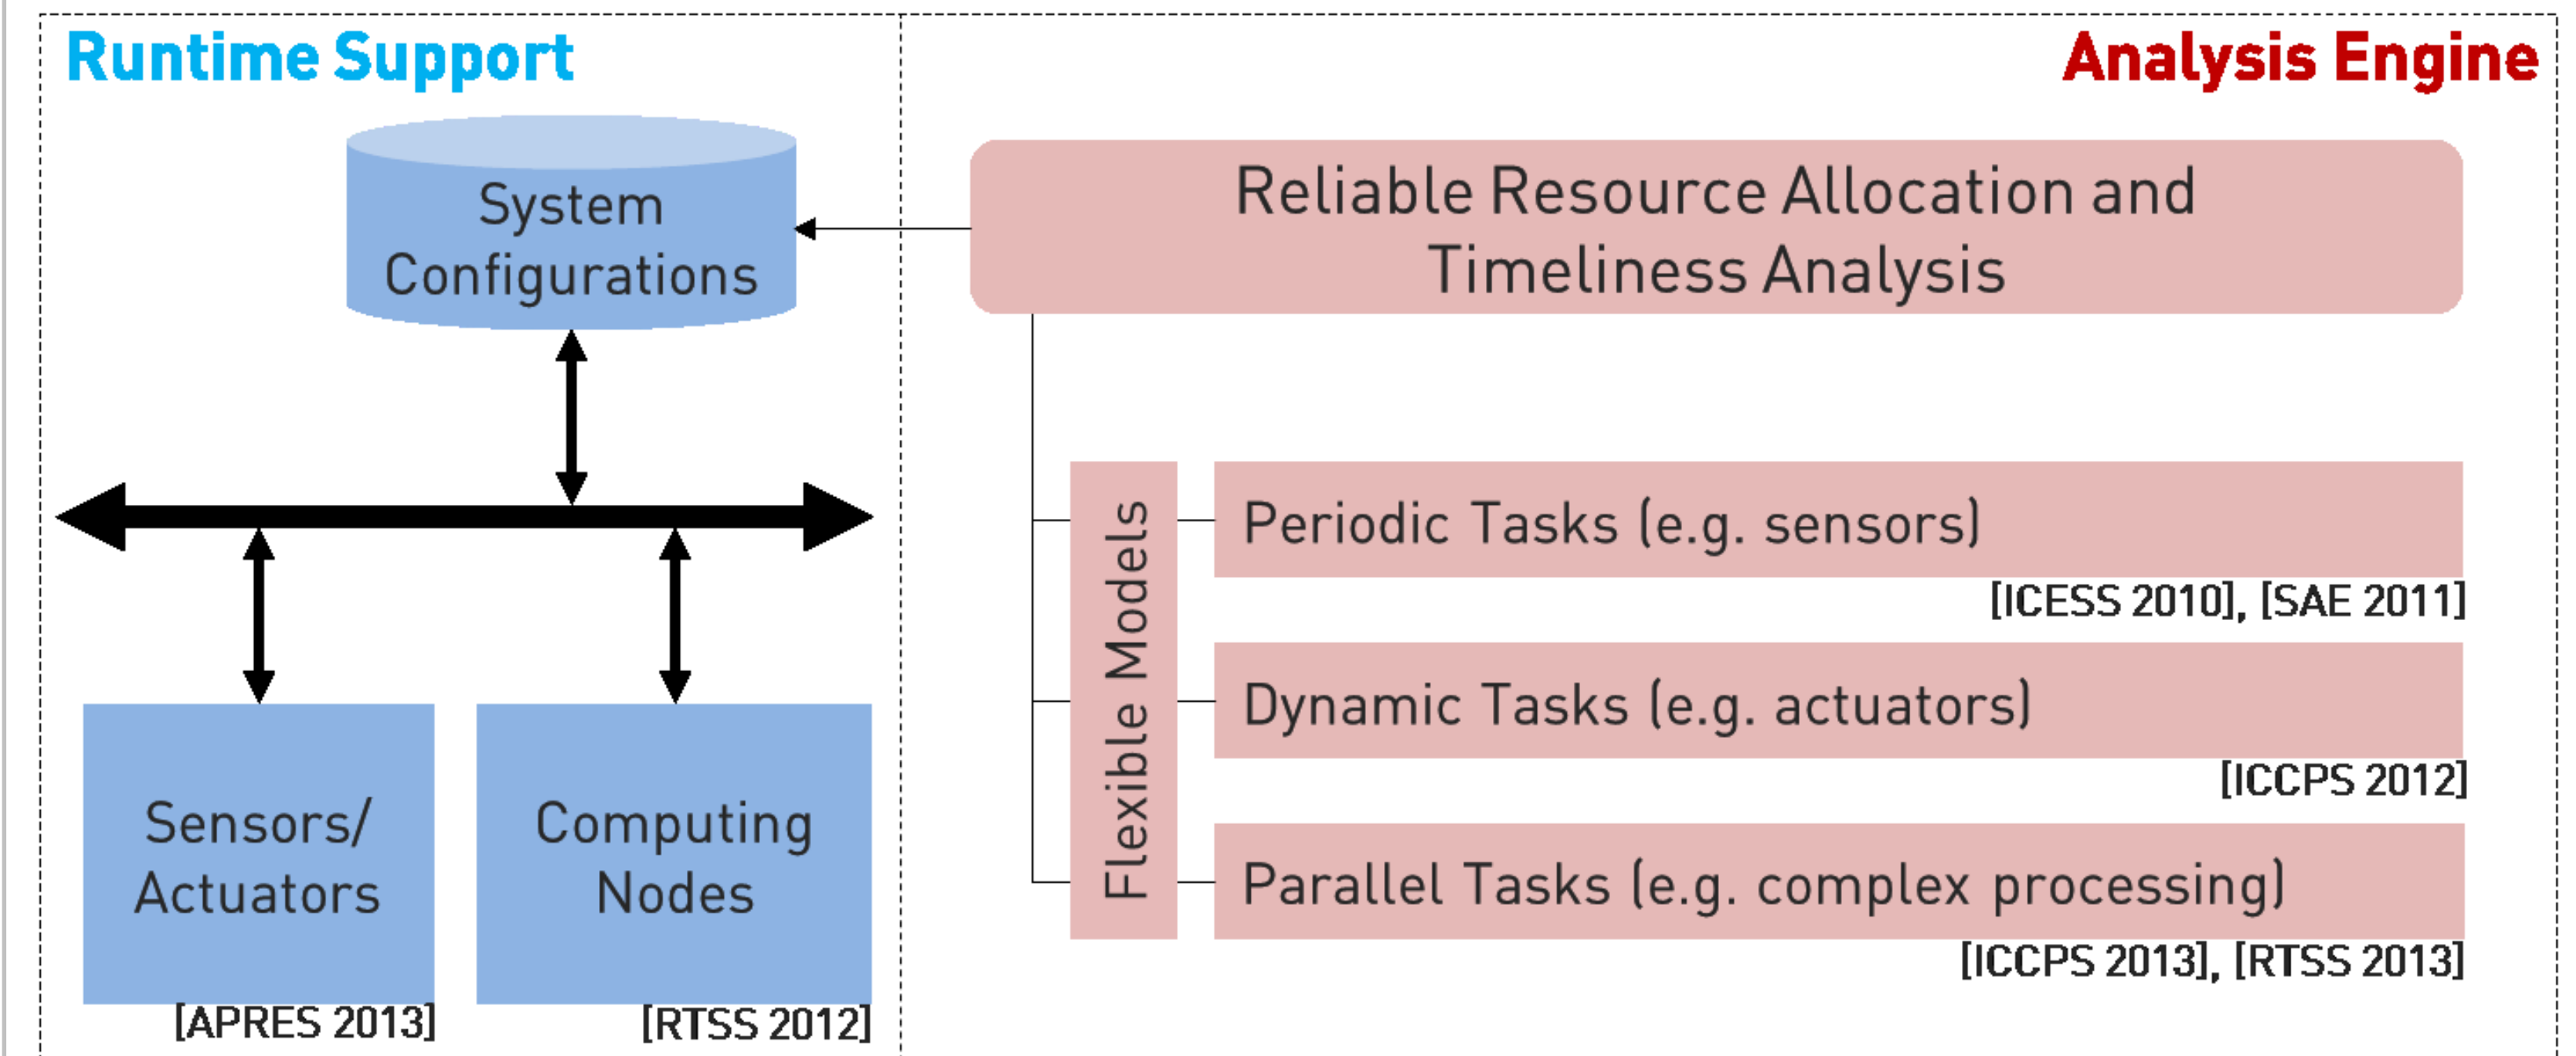 Runtime Support
Analysis Engine
System
Configurations
Reliable Resource Allocation and
Timeliness Analysis
Flexible Models
Periodic Tasks (e.g. sensors)
[ICESS 2010], [SAE 2011]
Dynamic Tasks (e.g. actuators)
[ICCPS 2012]
Parallel Tasks (e.g. complex processing)
[ICCPS 2013], [RTSS 2013]
Sensors/
Actuators
[APRES 2013]
Computing
Nodes
[RTSS 2012]